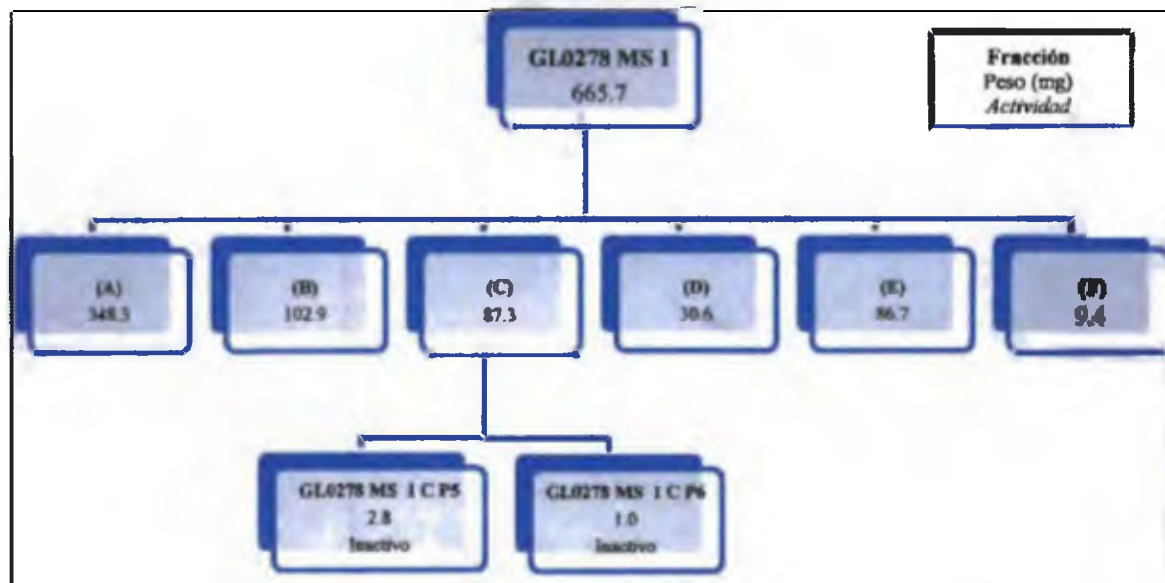 GL0278 MS 1
665.7
Fracción
Peso (mg)
Actividad
(A)
348.3
(B)
102.9
(C)
87.3
(D)
30.6
(E)
86.7
(F)
9.4
GL0278 MS 1 C P5
2.8
Inactivo
GL0278 MS 1 C P6
1.0
Inactivo